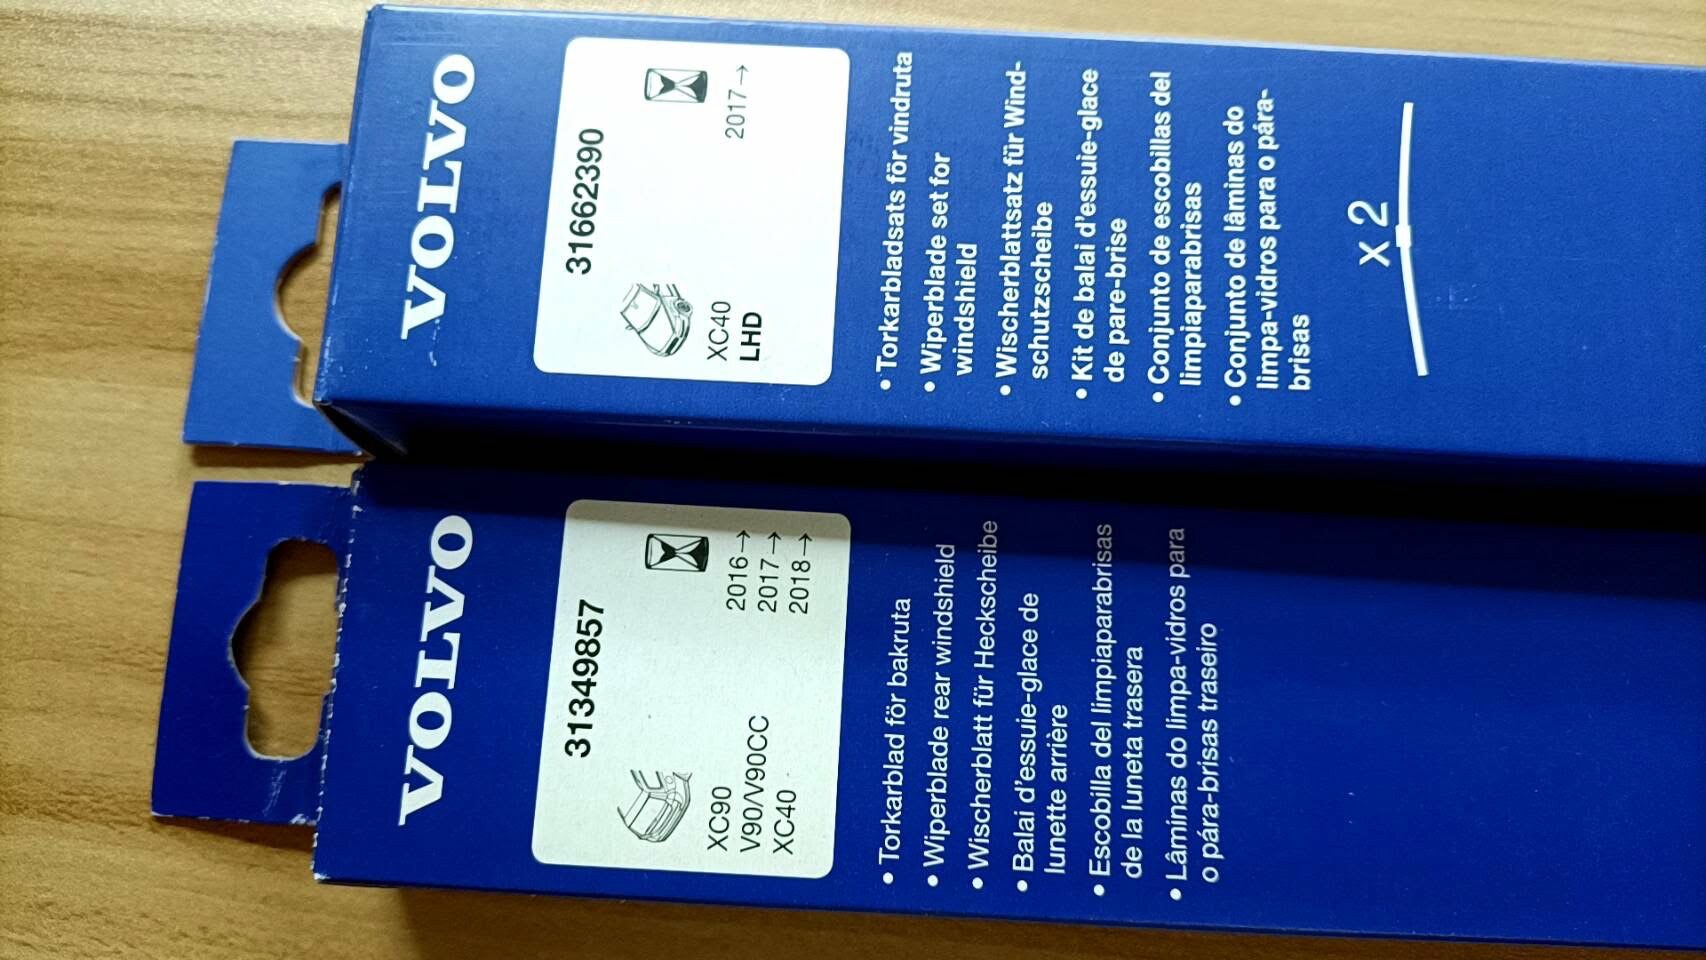 VOLVO
31662390
XC40
LHD
2017→
• Torkarbladsats för vindruta
• Wiperblade set for
windshield
• Wischerblattsatz für Wind-
schutzscheibe
• Kit de balai d'essuie-glace
de pare-brise
• Conjunto de escobillas del
limpiaparabrisas
• Conjunto de lâminas do
limpa-vidros para o pára-
brisas
x 2
VOLVO
31349857
XC90 2016→
V90/V90CC 2017→
XC40 2018→
• Torkarblad för bakruta
• Wiperblade rear windshield
• Wischerblatt für Heckscheibe
• Balai d'essuie-glace de
lunette arrière
• Escobilla del limpiaparabrisas
de la luneta trasera
• Lâminas do limpa-vidros para
o pára-brisas traseiro